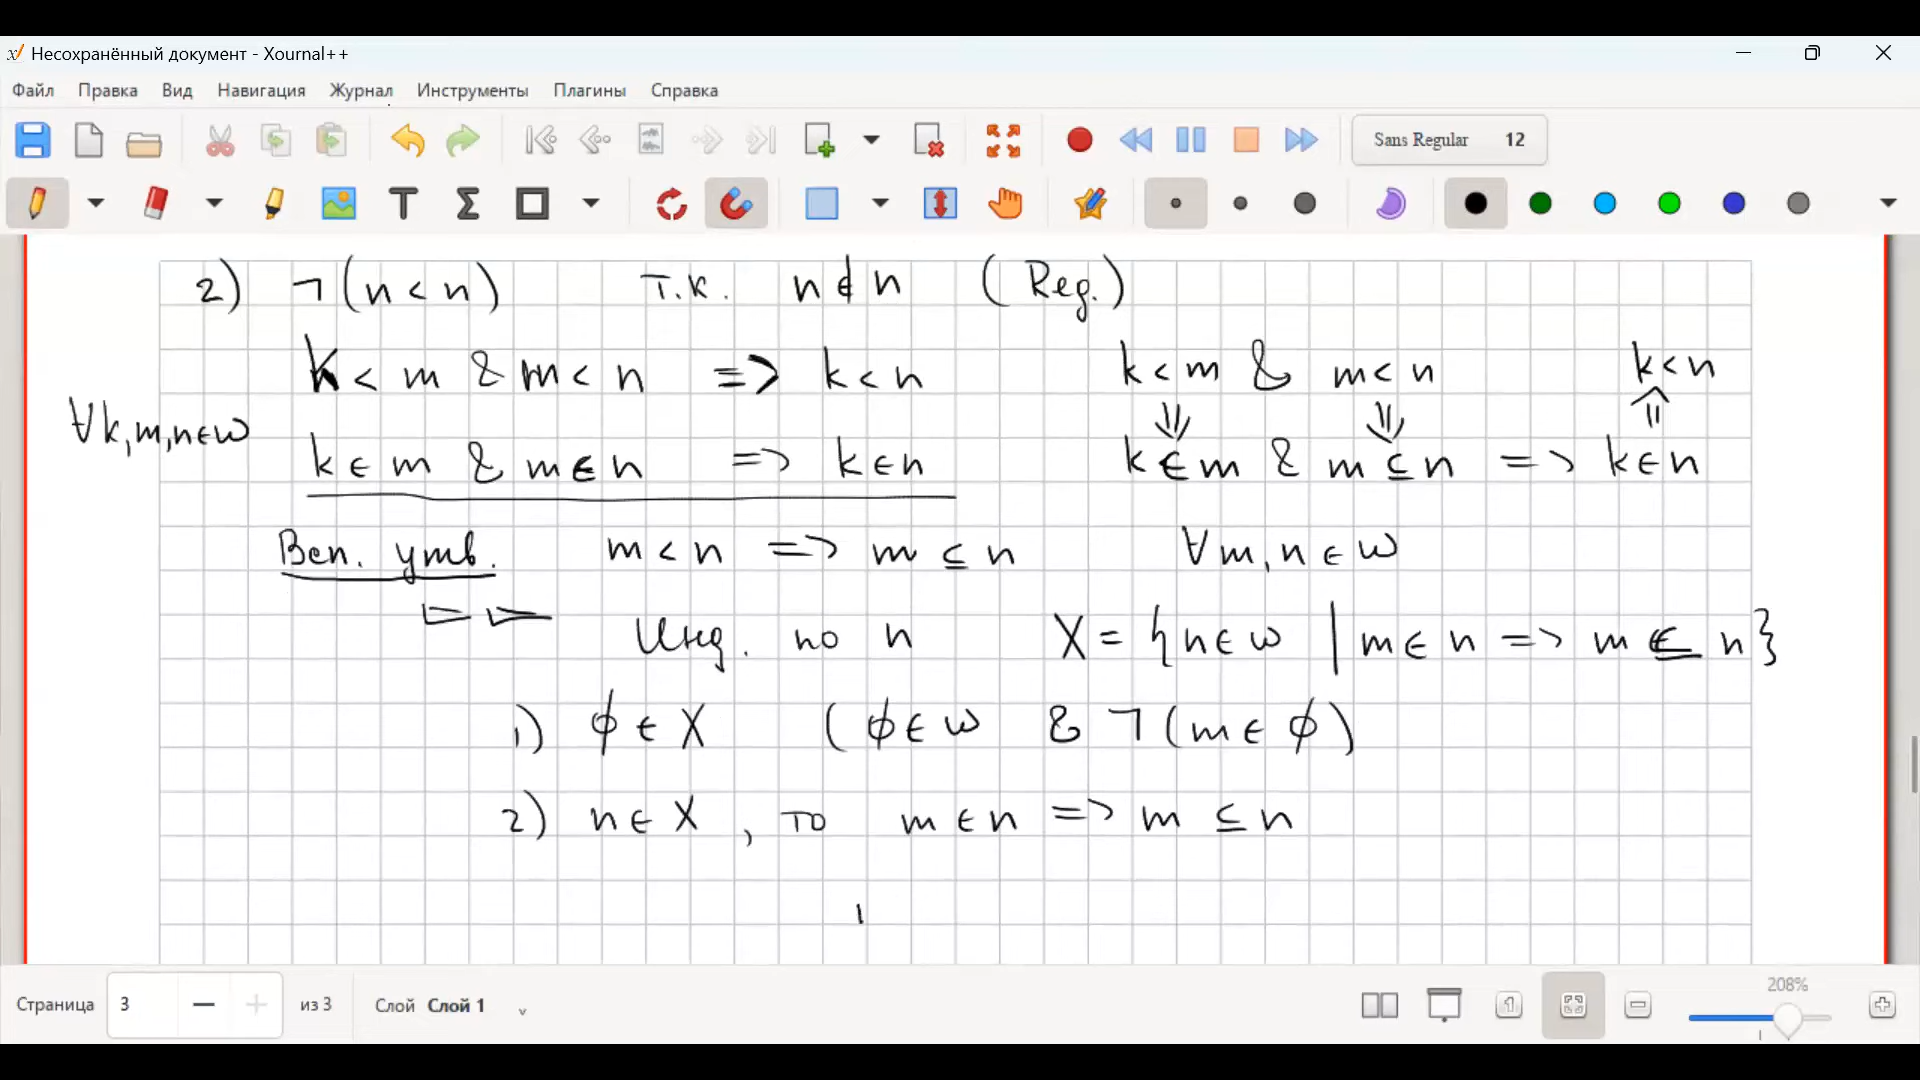 Несохранённый документ - Xournal++
Файл Правка Вид Навигация Журнал Инструменты Плагины Справка
Sans Regular 12
2) ¬(n < n) т.к. n ∉ n (Reg.)
k < m & m < n => k < n k < m & m < n k < n
∀k,m,n∈ω
k ∈ m & m ∈ n => k ∈ n k ∈ m & m ⊆ n => k ∈ n
Всп. утв. m < n => m ⊆ n ∀m, n ∈ ω
Инд. по n X = {n ∈ ω | m ∈ n => m ⊆ n}
1) ϕ ∈ X (ϕ ∈ ω & ¬(m ∈ ϕ)
2) n ∈ X, то m ∈ n => m ⊆ n
Страница 3 из 3 Слой Слой 1 208%